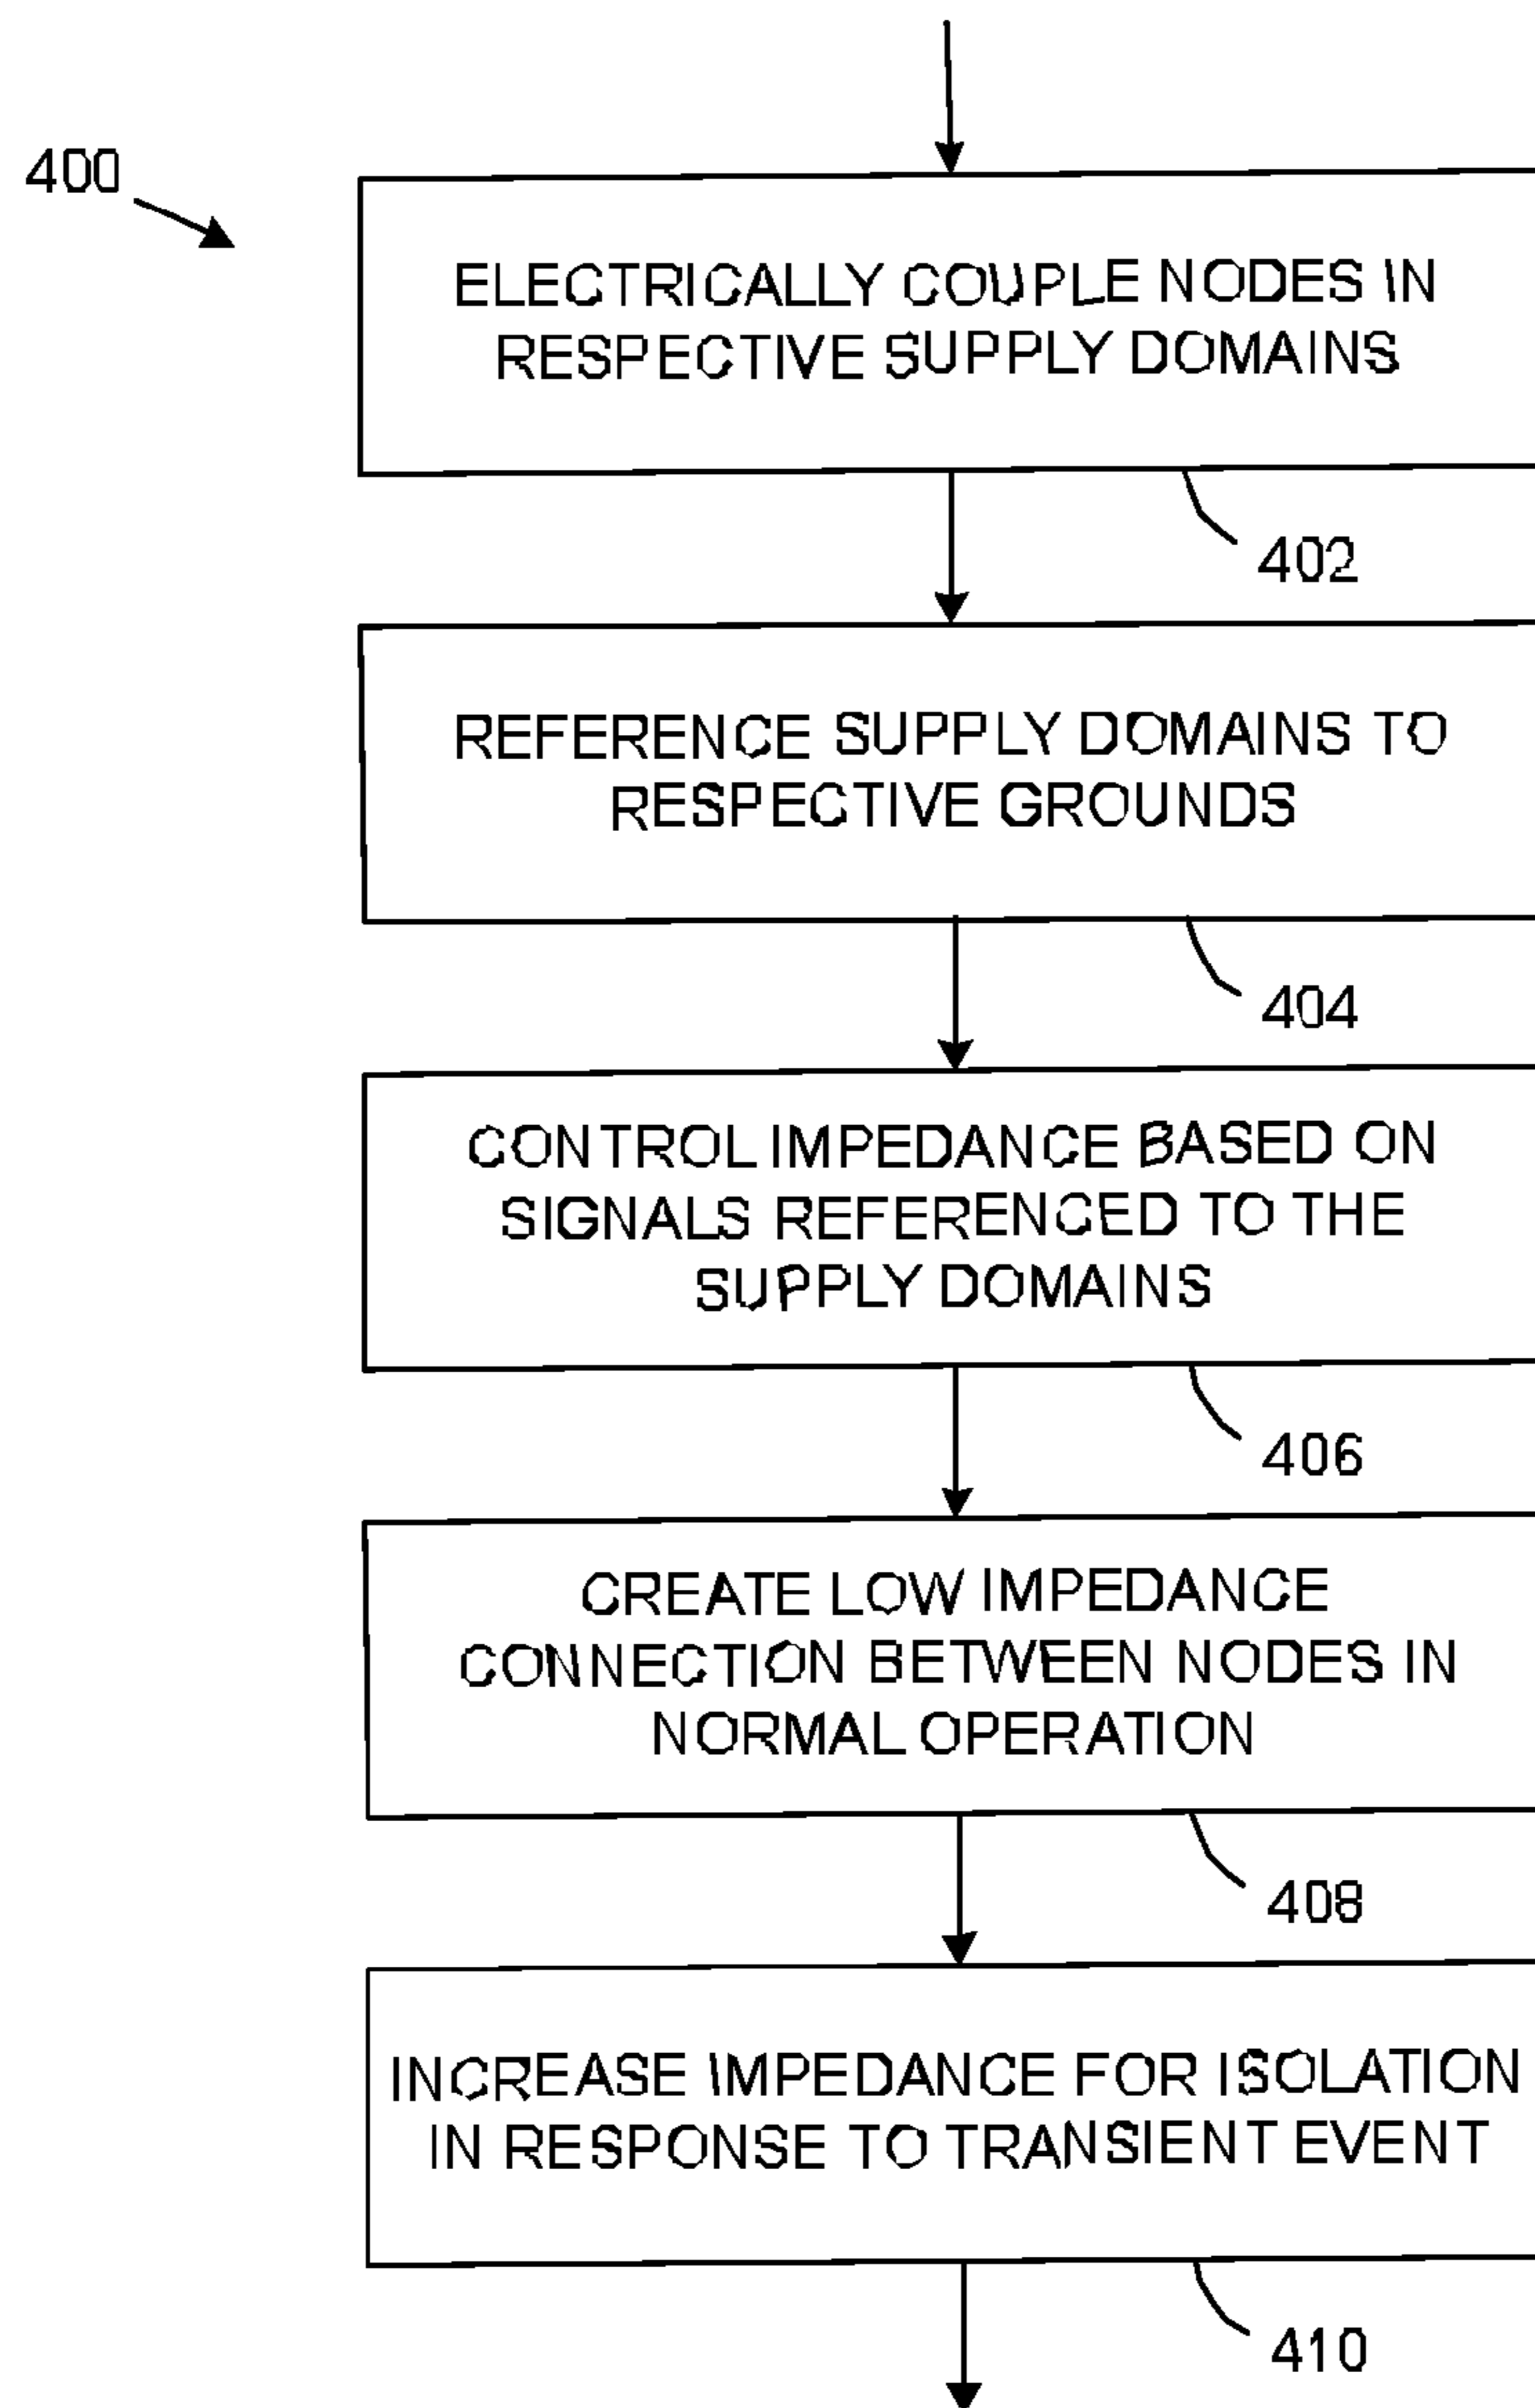 400
ELECTRICALLY COUPLE NODES IN
RESPECTIVE SUPPLY DOMAINS
402
REFERENCE SUPPLY DOMAINS TO
RESPECTIVE GROUNDS
404
CONTROL IMPEDANCE BASED ON
SIGNALS REFERENCED TO THE
SUPPLY DOMAINS
406
CREATE LOW IMPEDANCE
CONNECTION BETWEEN NODES IN
NORMAL OPERATION
408
INCREASE IMPEDANCE FOR ISOLATION
IN RESPONSE TO TRANSIENT EVENT
410